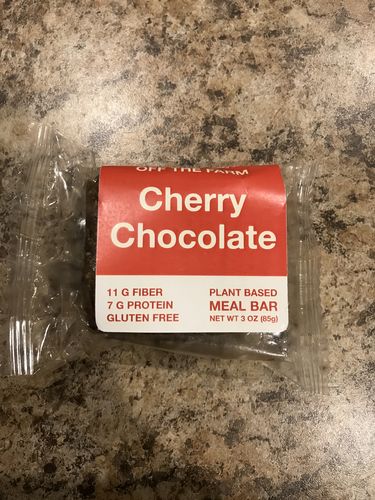 OFF THE FARM
Cherry
Chocolate
11 G FIBER
7 G PROTEIN
GLUTEN FREE
PLANT BASED
MEAL BAR
NET WT 3 OZ (85g)